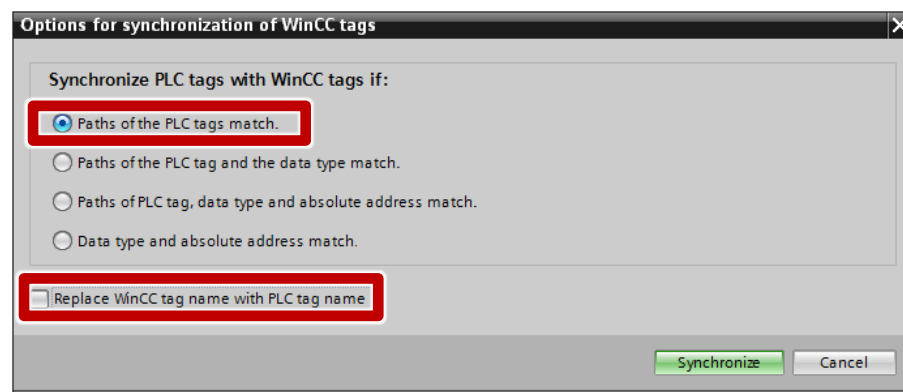 Options for synchronization of WinCC tags
Synchronize PLC tags with WinCC tags if:
Paths of the PLC tags match.
Paths of the PLC tag and the data type match.
Paths of PLC tag, data type and absolute address match.
Data type and absolute address match.
Replace WinCC tag name with PLC tag name
Synchronize Cancel